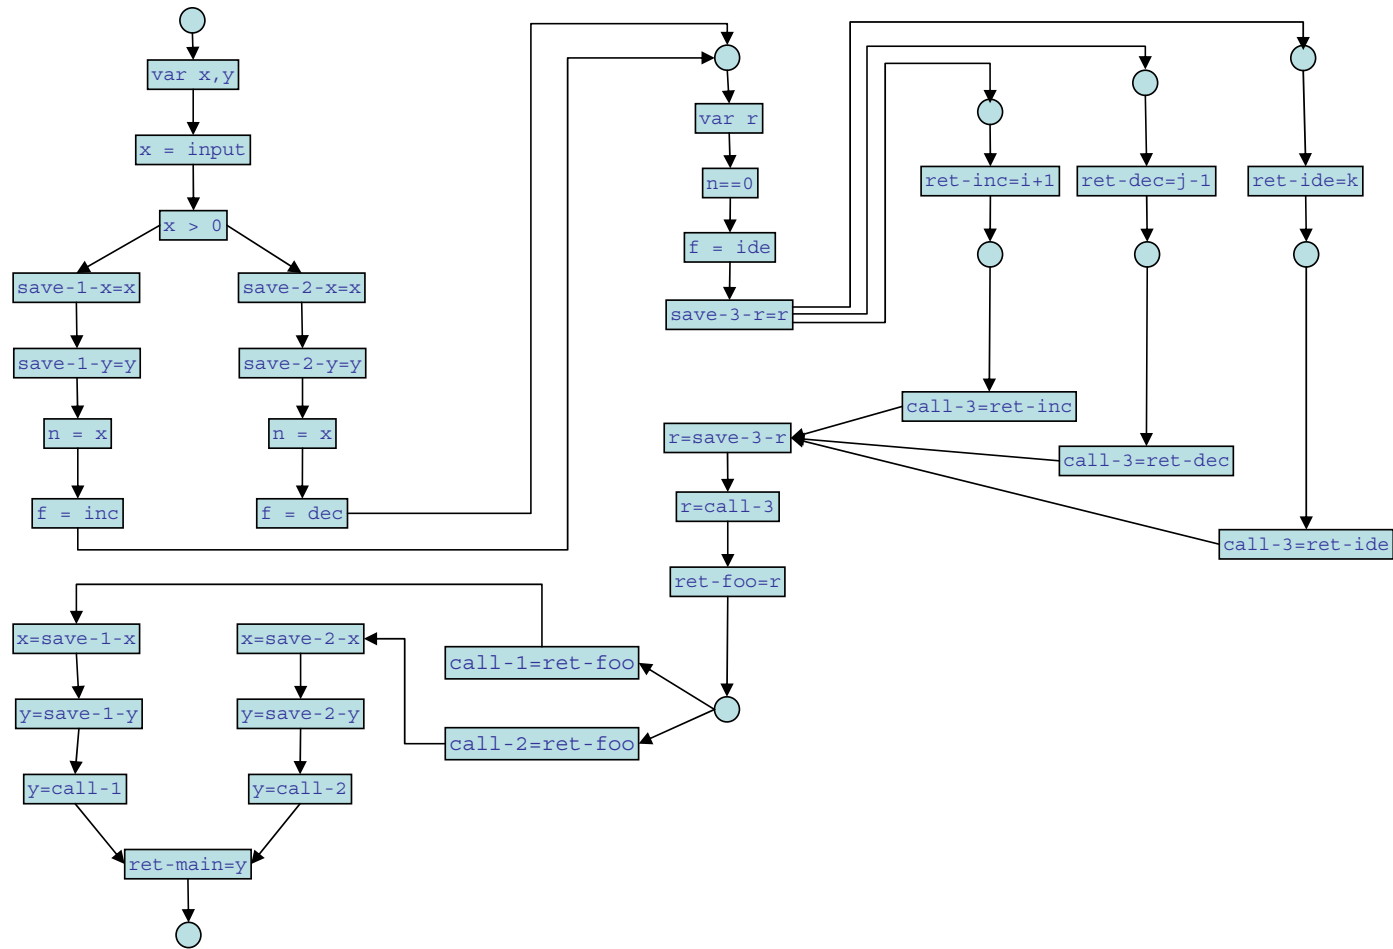 var x,y
x = input
x > 0
save-1-x=x
save-2-x=x
save-1-y=y
save-2-y=y
n = x
n = x
f = inc
f = dec
var r
n==0
f = ide
save-3-r=r
ret-inc=i+1
ret-dec=j-1
ret-ide=k
call-3=ret-inc
call-3=ret-dec
call-3=ret-ide
r=save-3-r
r=call-3
ret-foo=r
call-1=ret-foo
call-2=ret-foo
x=save-1-x
x=save-2-x
y=save-1-y
y=save-2-y
y=call-1
y=call-2
ret-main=y